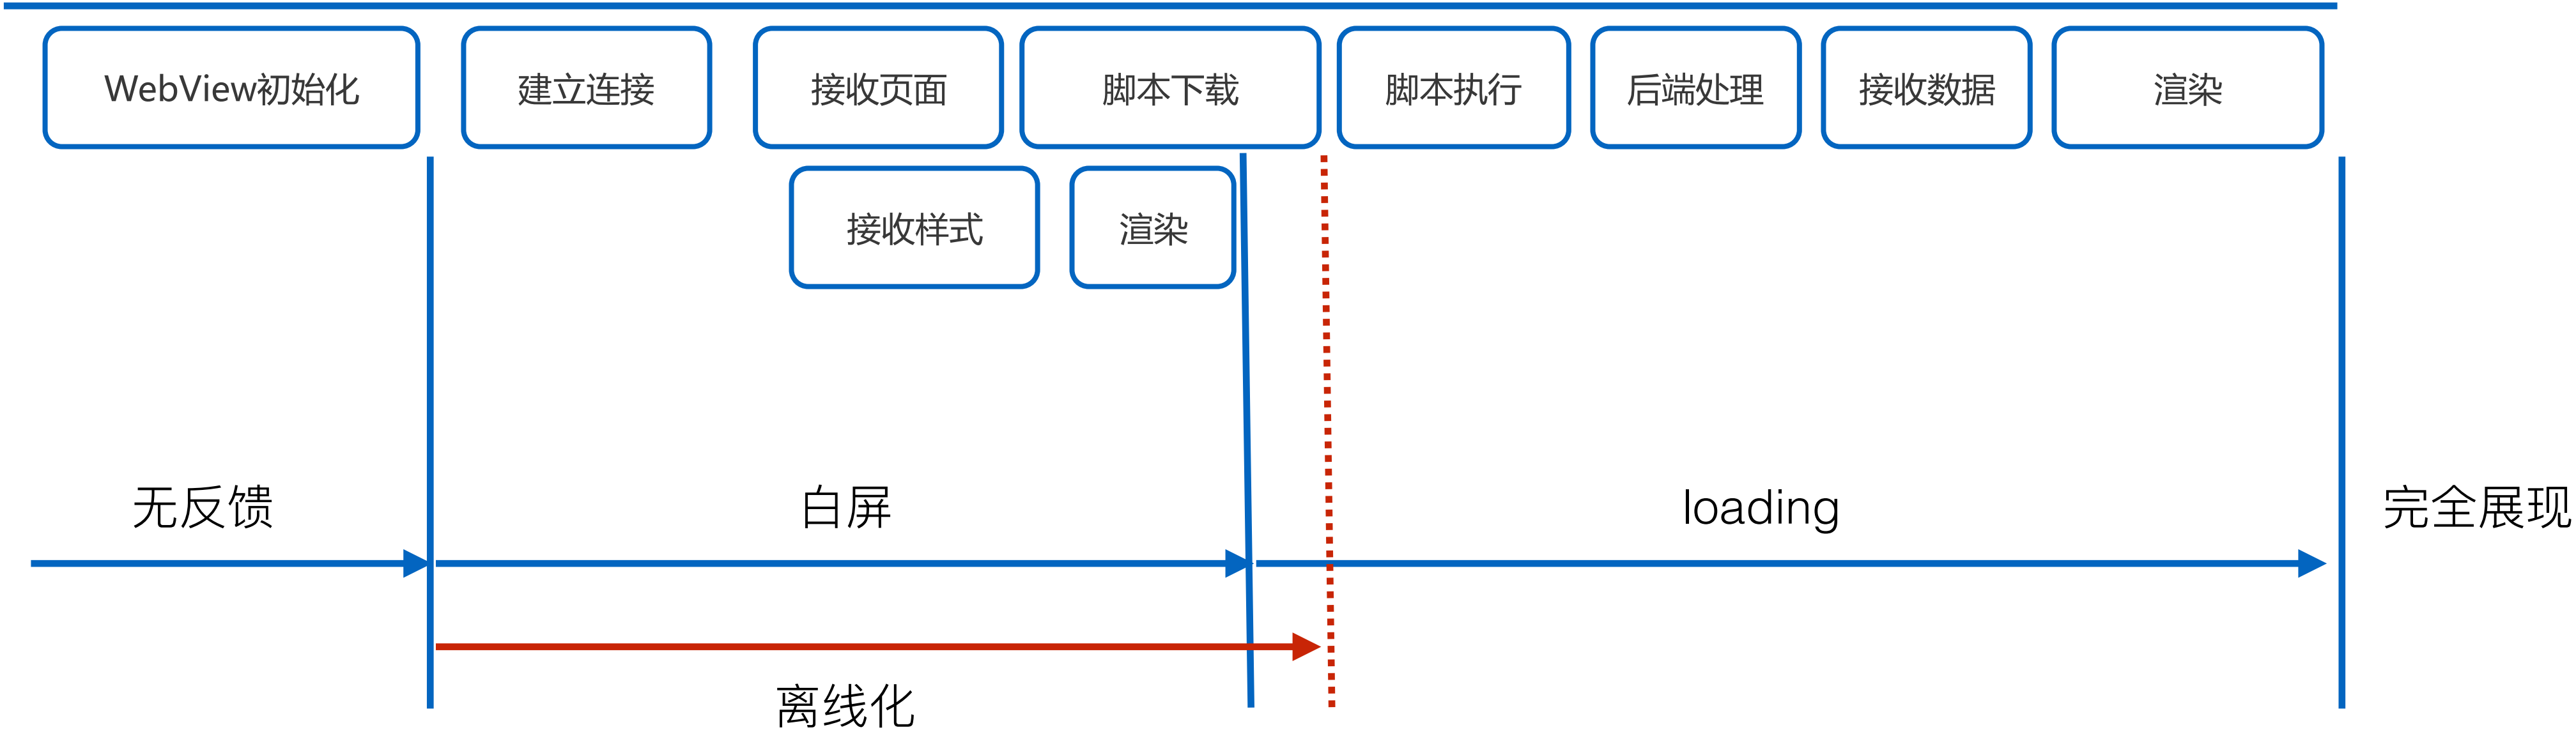 WebView初始化
建立连接
接收页面
脚本下载
脚本执行
后端处理
接收数据
渲染
接收样式
渲染
无反馈
白屏
loading
完全展现
离线化